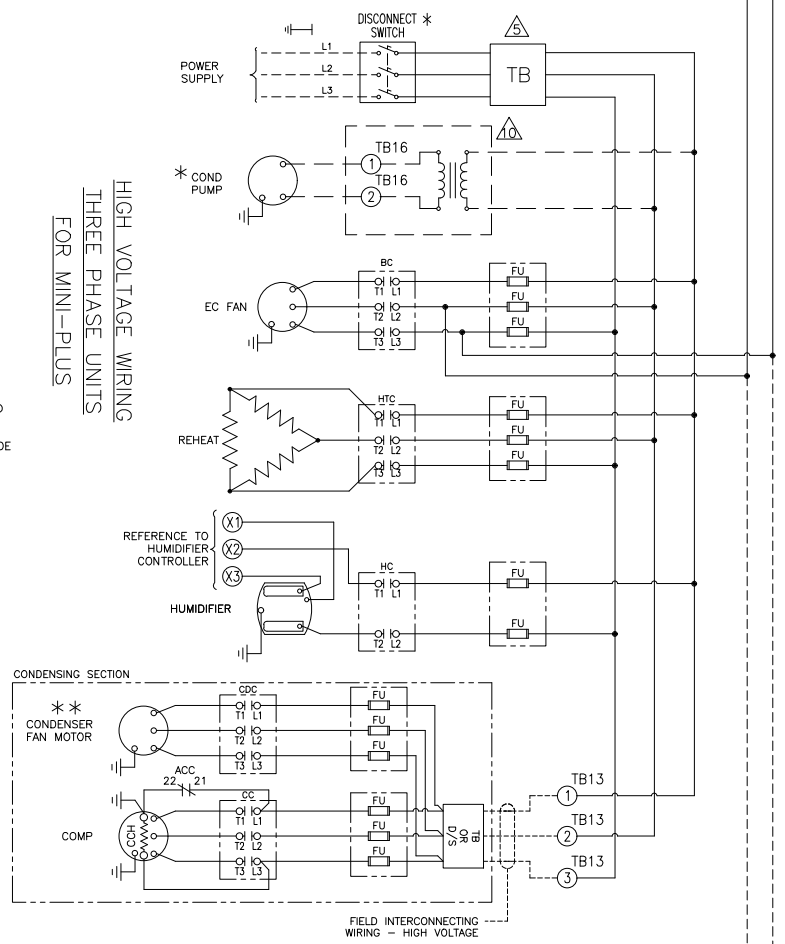 DISCONNECT *
SWITCH
5
L1
L2
L3
POWER
SUPPLY
TB
10
TB16
1
TB16
2
* COND
PUMP
HIGH VOLTAGE WIRING
THREE PHASE UNITS
FOR MINI-PLUS
BC
FU
T1 L1
FU
T2 L2
FU
T3 L3
EC FAN
D
DE
HTC
FU
T1 L1
FU
T2 L2
FU
T3 L3
REHEAT
X1
X2
X3
REFERENCE TO
HUMIDIFIER
CONTROLLER
HUMIDIFIER
HC
FU
T1 L1
FU
T2 L2
CONDENSING SECTION
* *
CONDENSER
FAN MOTOR
CDC
FU
T1 L1
FU
T2 L2
FU
T3 L3
ACC
22 21
CC
FU
T1 L1
FU
T2 L2
FU
T3 L3
COMP
CCH
TB
OR
D/S
TB13
1
TB13
2
TB13
3
FIELD INTERCONNECTING
WIRING - HIGH VOLTAGE